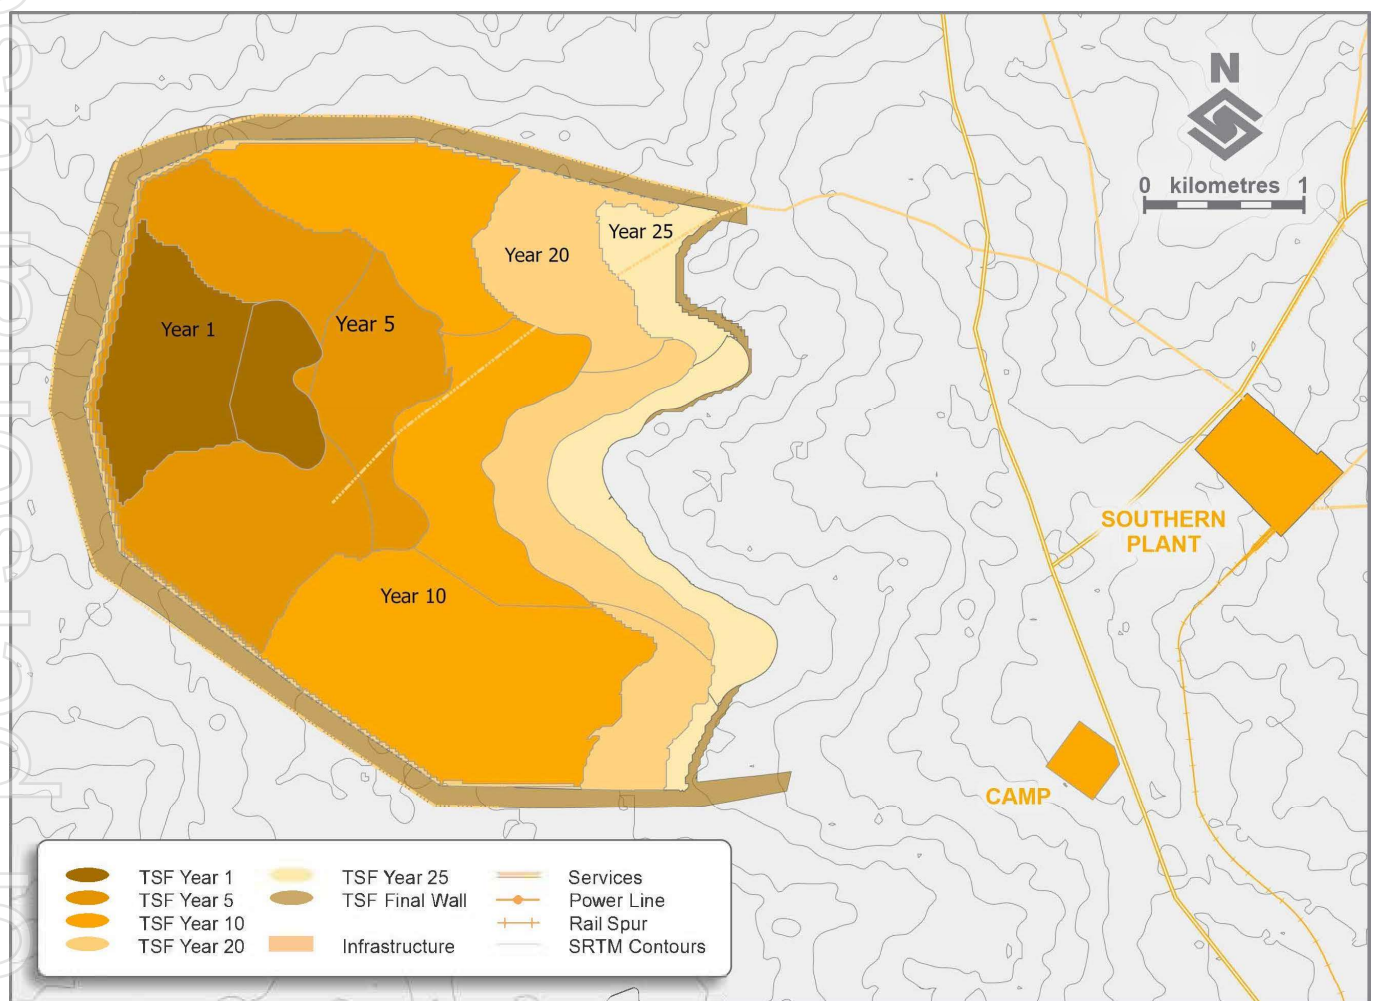 N
0 kilometres 1
Year 25
Year 20
Year 5
Year 1
SOUTHERN
PLANT
Year 10
CAMP
TSF Year 1
TSF Year 5
TSF Year 10
TSF Year 20
TSF Year 25
TSF Final Wall
Infrastructure
Services
Power Line
Rail Spur
SRTM Contours